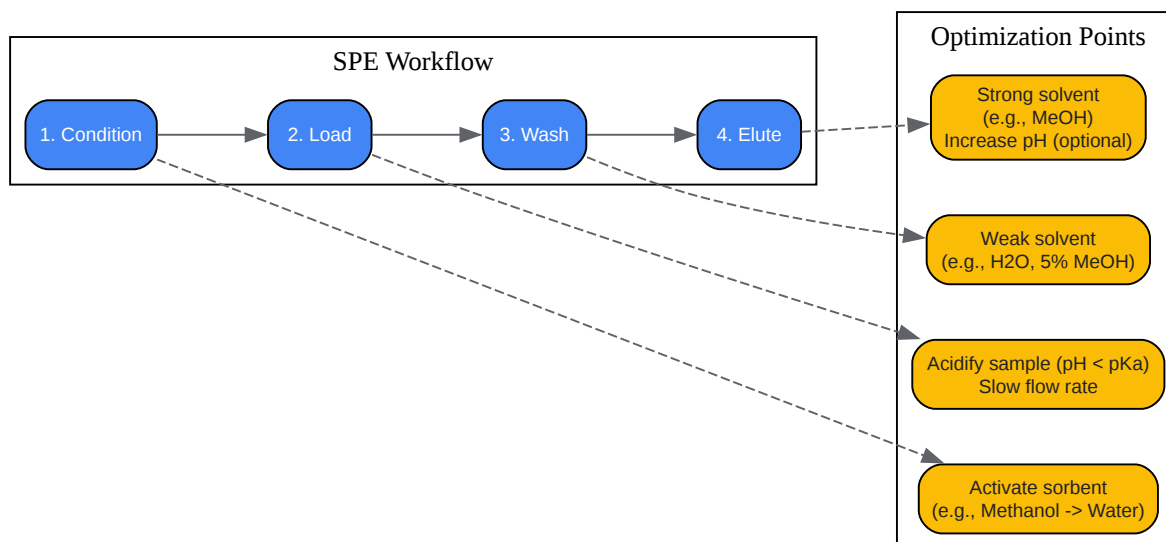 SPE Workflow
1. Condition
2. Load
3. Wash
4. Elute
Optimization Points
Strong solvent
(e.g., MeOH)
Increase pH (optional)
Weak solvent
(e.g., H2O, 5% MeOH)
Acidify sample (pH < pKa)
Slow flow rate
Activate sorbent
(e.g., Methanol -> Water)